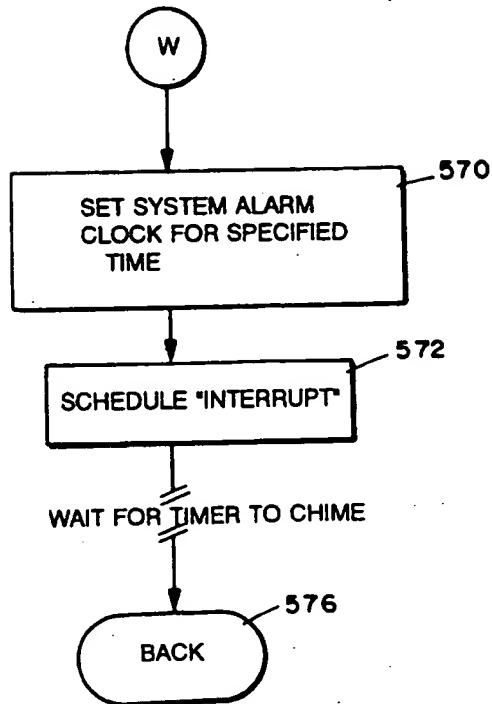 W
570
SET SYSTEM ALARM
CLOCK FOR SPECIFIED
TIME
572
SCHEDULE "INTERRUPT"
WAIT FOR TIMER TO CHIME
576
BACK